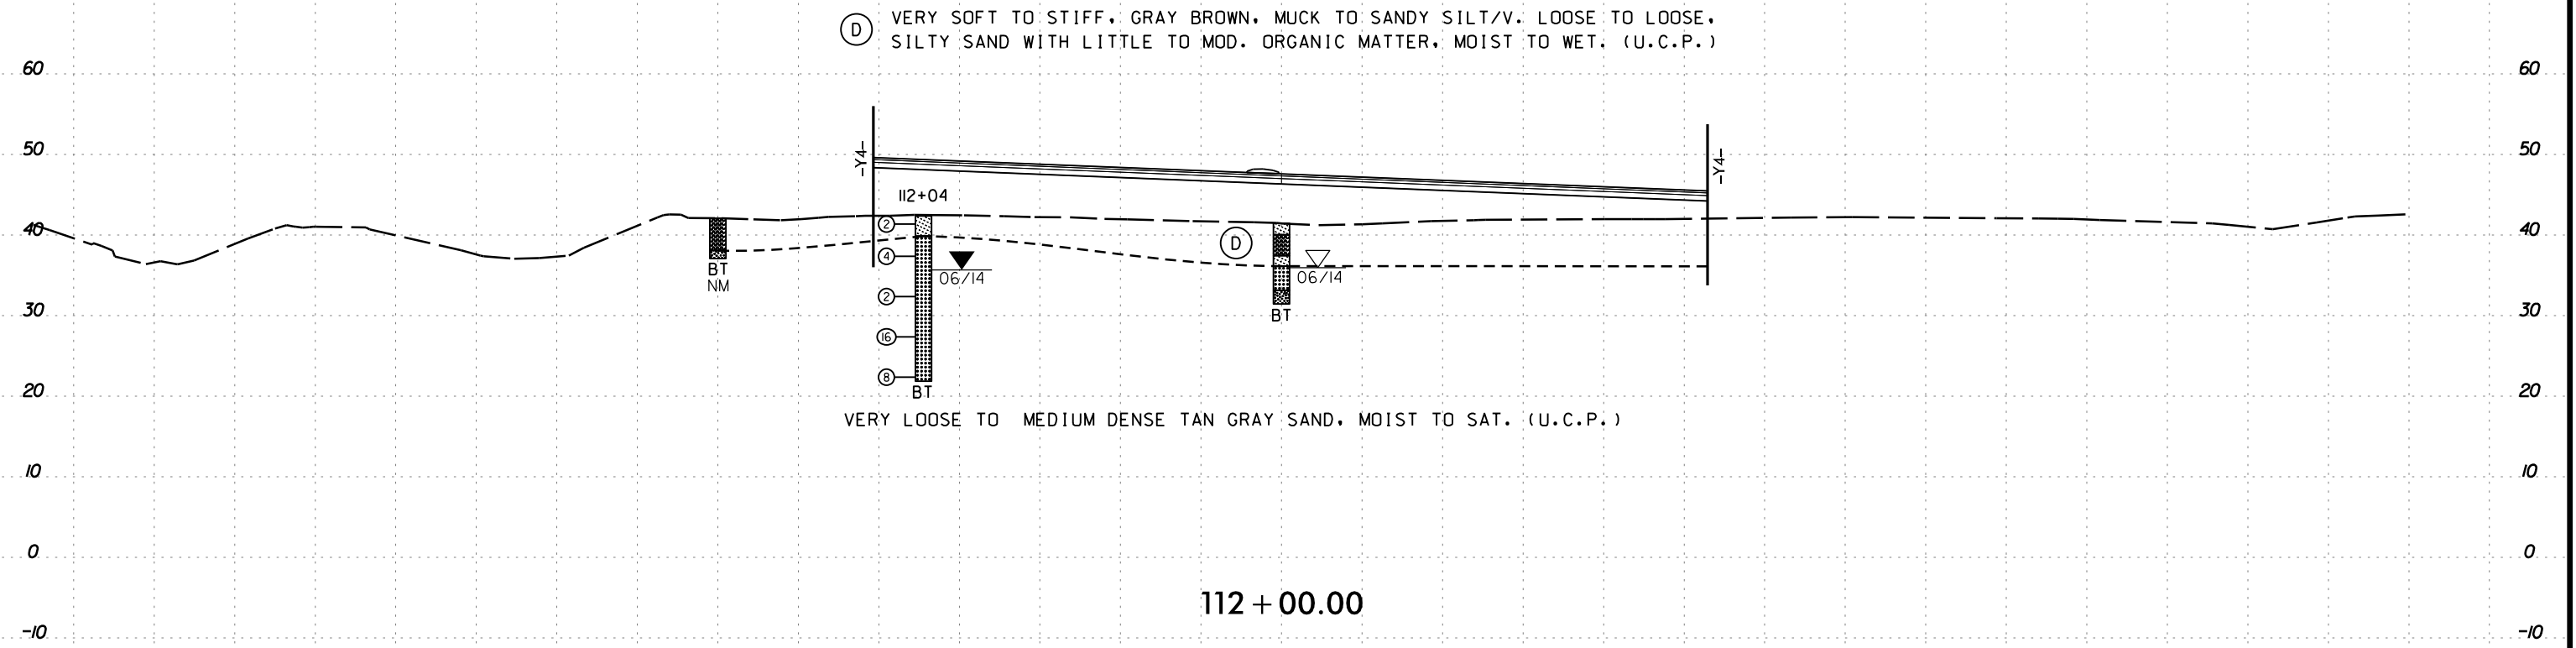 D VERY SOFT TO STIFF, GRAY BROWN, MUCK TO SANDY SILT/V. LOOSE TO LOOSE,
SILTY SAND WITH LITTLE TO MOD. ORGANIC MATTER, MOIST TO WET. (U.C.P.)
60 60
50 -Y4- -Y4- 50
112+04
40 2 D 40
4
BT 06/14 06/14
NM
2
30 BT 30
16
8
20 BT 20
VERY LOOSE TO MEDIUM DENSE TAN GRAY SAND, MOIST TO SAT. (U.C.P.)
10 10
0 0
112+00.00
-10 -10